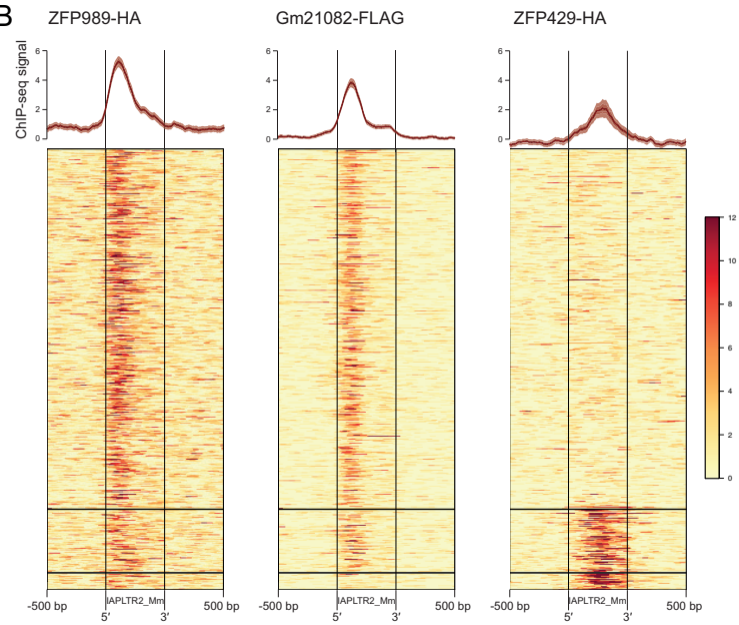 B
ZFP989-HA
Gm21082-FLAG
ZFP429-HA
ChIP-seq signal
6
4
2
0
6
4
2
0
6
4
2
0
12
10
8
6
4
2
0
-500 bp
5′
IAPLTR2_Mm
3′
500 bp
-500 bp
5′
IAPLTR2_Mm
3′
500 bp
-500 bp
5′
IAPLTR2_Mm
3′
500 bp